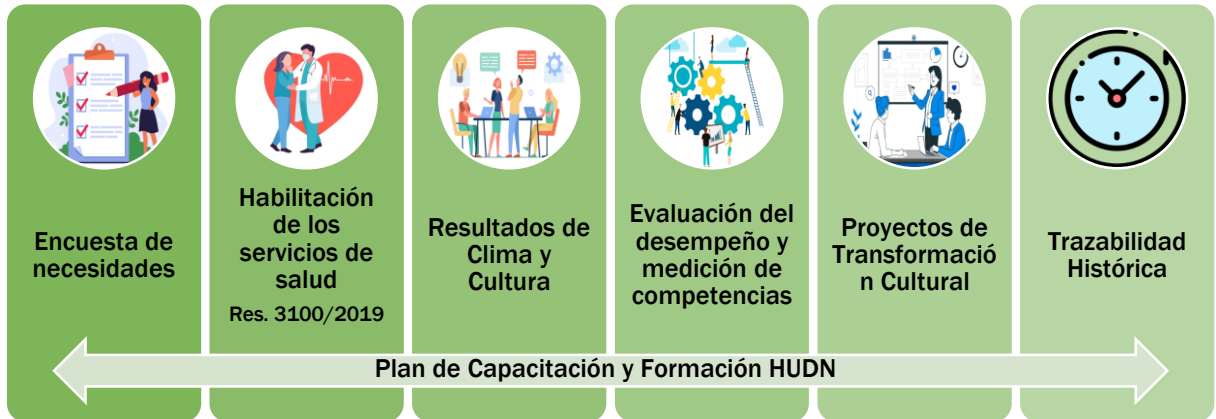 Encuesta de
necesidades
Habilitación
de los
servicios de
salud
Res. 3100/2019
Resultados de
Clima y
Cultura
Evaluación del
desempeño y
medición de
competencias
Proyectos de
Transformació
n Cultural
Trazabilidad
Histórica
Plan de Capacitación y Formación HUDN